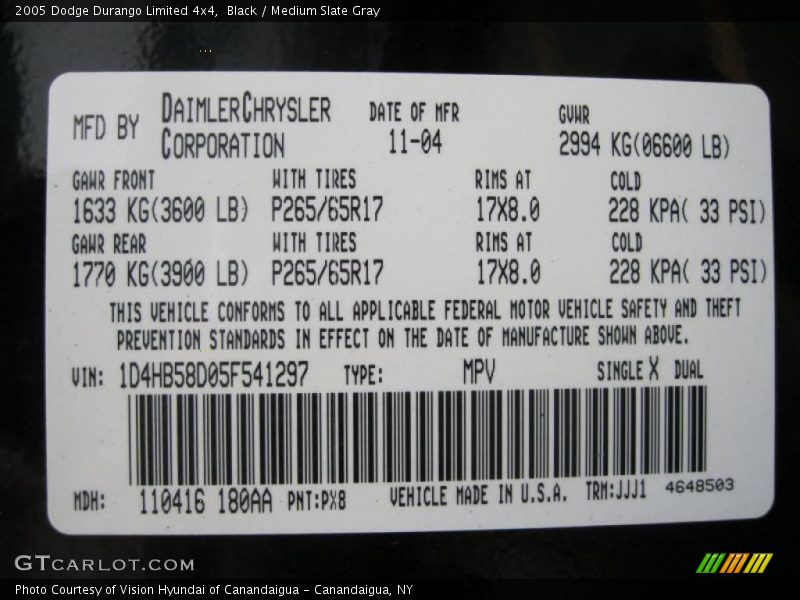 2005 Dodge Durango Limited 4x4,  Black / Medium Slate Gray
MFD BY DAIMLERCHRYSLER CORPORATION
DATE OF MFR 11-04
GVWR 2994 KG(06600 LB)
GAWR FRONT WITH TIRES RIMS AT COLD
1633 KG(3600 LB) P265/65R17 17X8.0 228 KPA( 33 PSI)
GAWR REAR WITH TIRES RIMS AT COLD
1770 KG(3900 LB) P265/65R17 17X8.0 228 KPA( 33 PSI)
THIS VEHICLE CONFORMS TO ALL APPLICABLE FEDERAL MOTOR VEHICLE SAFETY AND THEFT
PREVENTION STANDARDS IN EFFECT ON THE DATE OF MANUFACTURE SHOWN ABOVE.
VIN: 1D4HB58D05F541297 TYPE: MPV SINGLE X DUAL
MDH: 110416 180AA PNT:PX8 VEHICLE MADE IN U.S.A. TRM:JJJ1 4648503
GTCARLOT.COM
Photo Courtesy of Vision Hyundai of Canandaigua – Canandaigua, NY